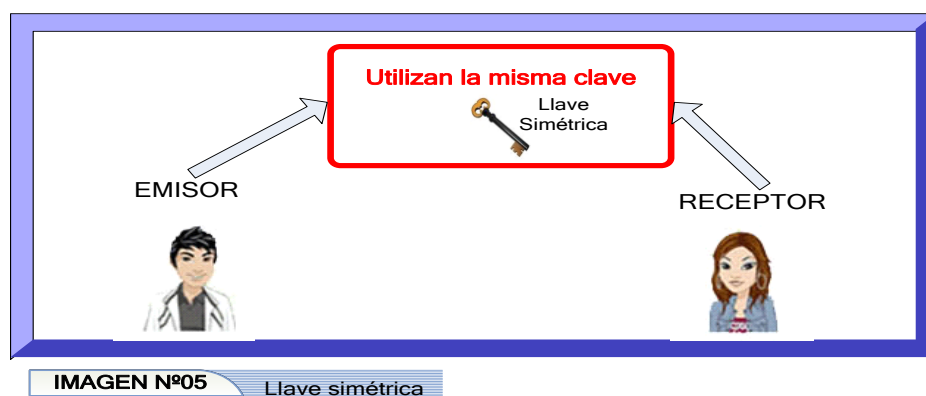 Utilizan la misma clave
Llave
Simétrica
EMISOR
RECEPTOR
IMAGEN Nº05
Llave simétrica